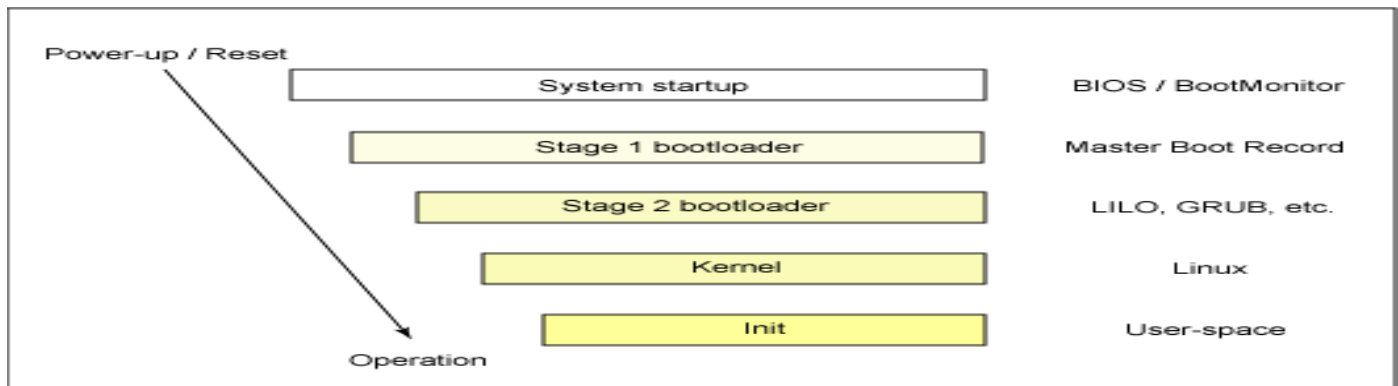 Power-up / Reset
System startup
BIOS / BootMonitor
Stage 1 bootloader
Master Boot Record
Stage 2 bootloader
LILO, GRUB, etc.
Kernel
Linux
Init
User-space
Operation